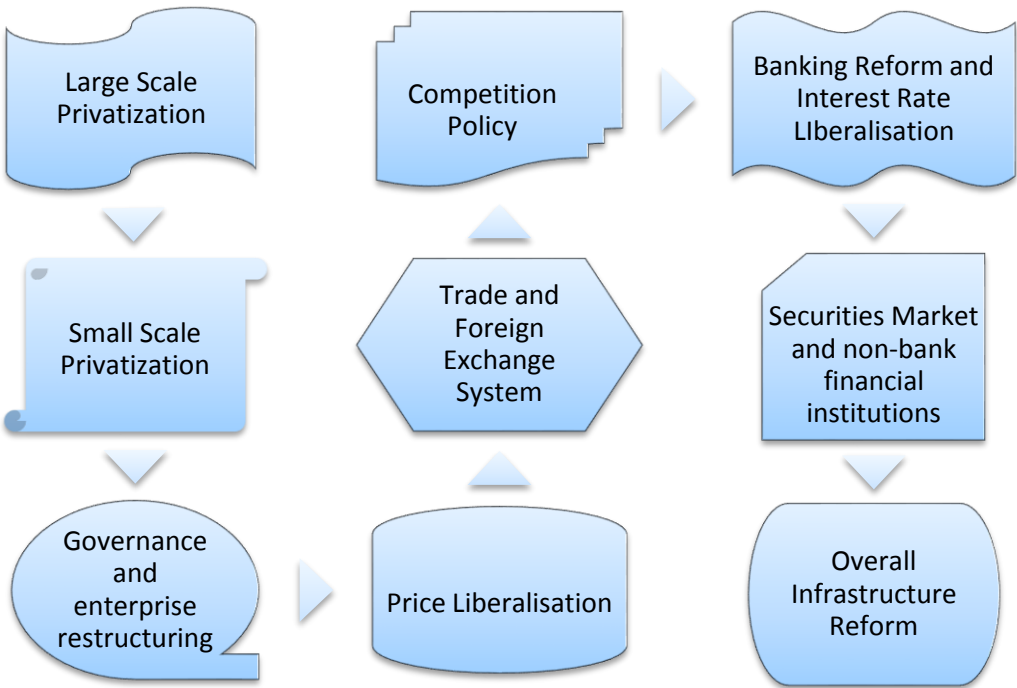 Large Scale
Privatization
Small Scale
Privatization
Governance
and
enterprise
restructuring
Price Liberalisation
Trade and
Foreign
Exchange
System
Competition
Policy
Banking Reform and
Interest Rate
LIberalisation
Securities Market
and non-bank
financial
institutions
Overall
Infrastructure
Reform